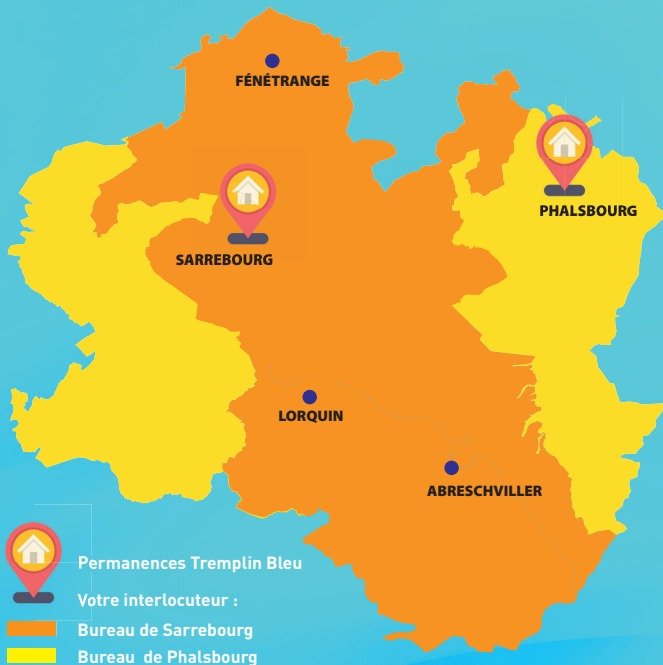 FÉNÉTRANGE
PHALSBOURG
SARREBOURG
LORQUIN
ABRESCHVILLER
Permanences Tremplin Bleu
Votre interlocuteur :
Bureau de Sarrebourg
Bureau de Phalsbourg